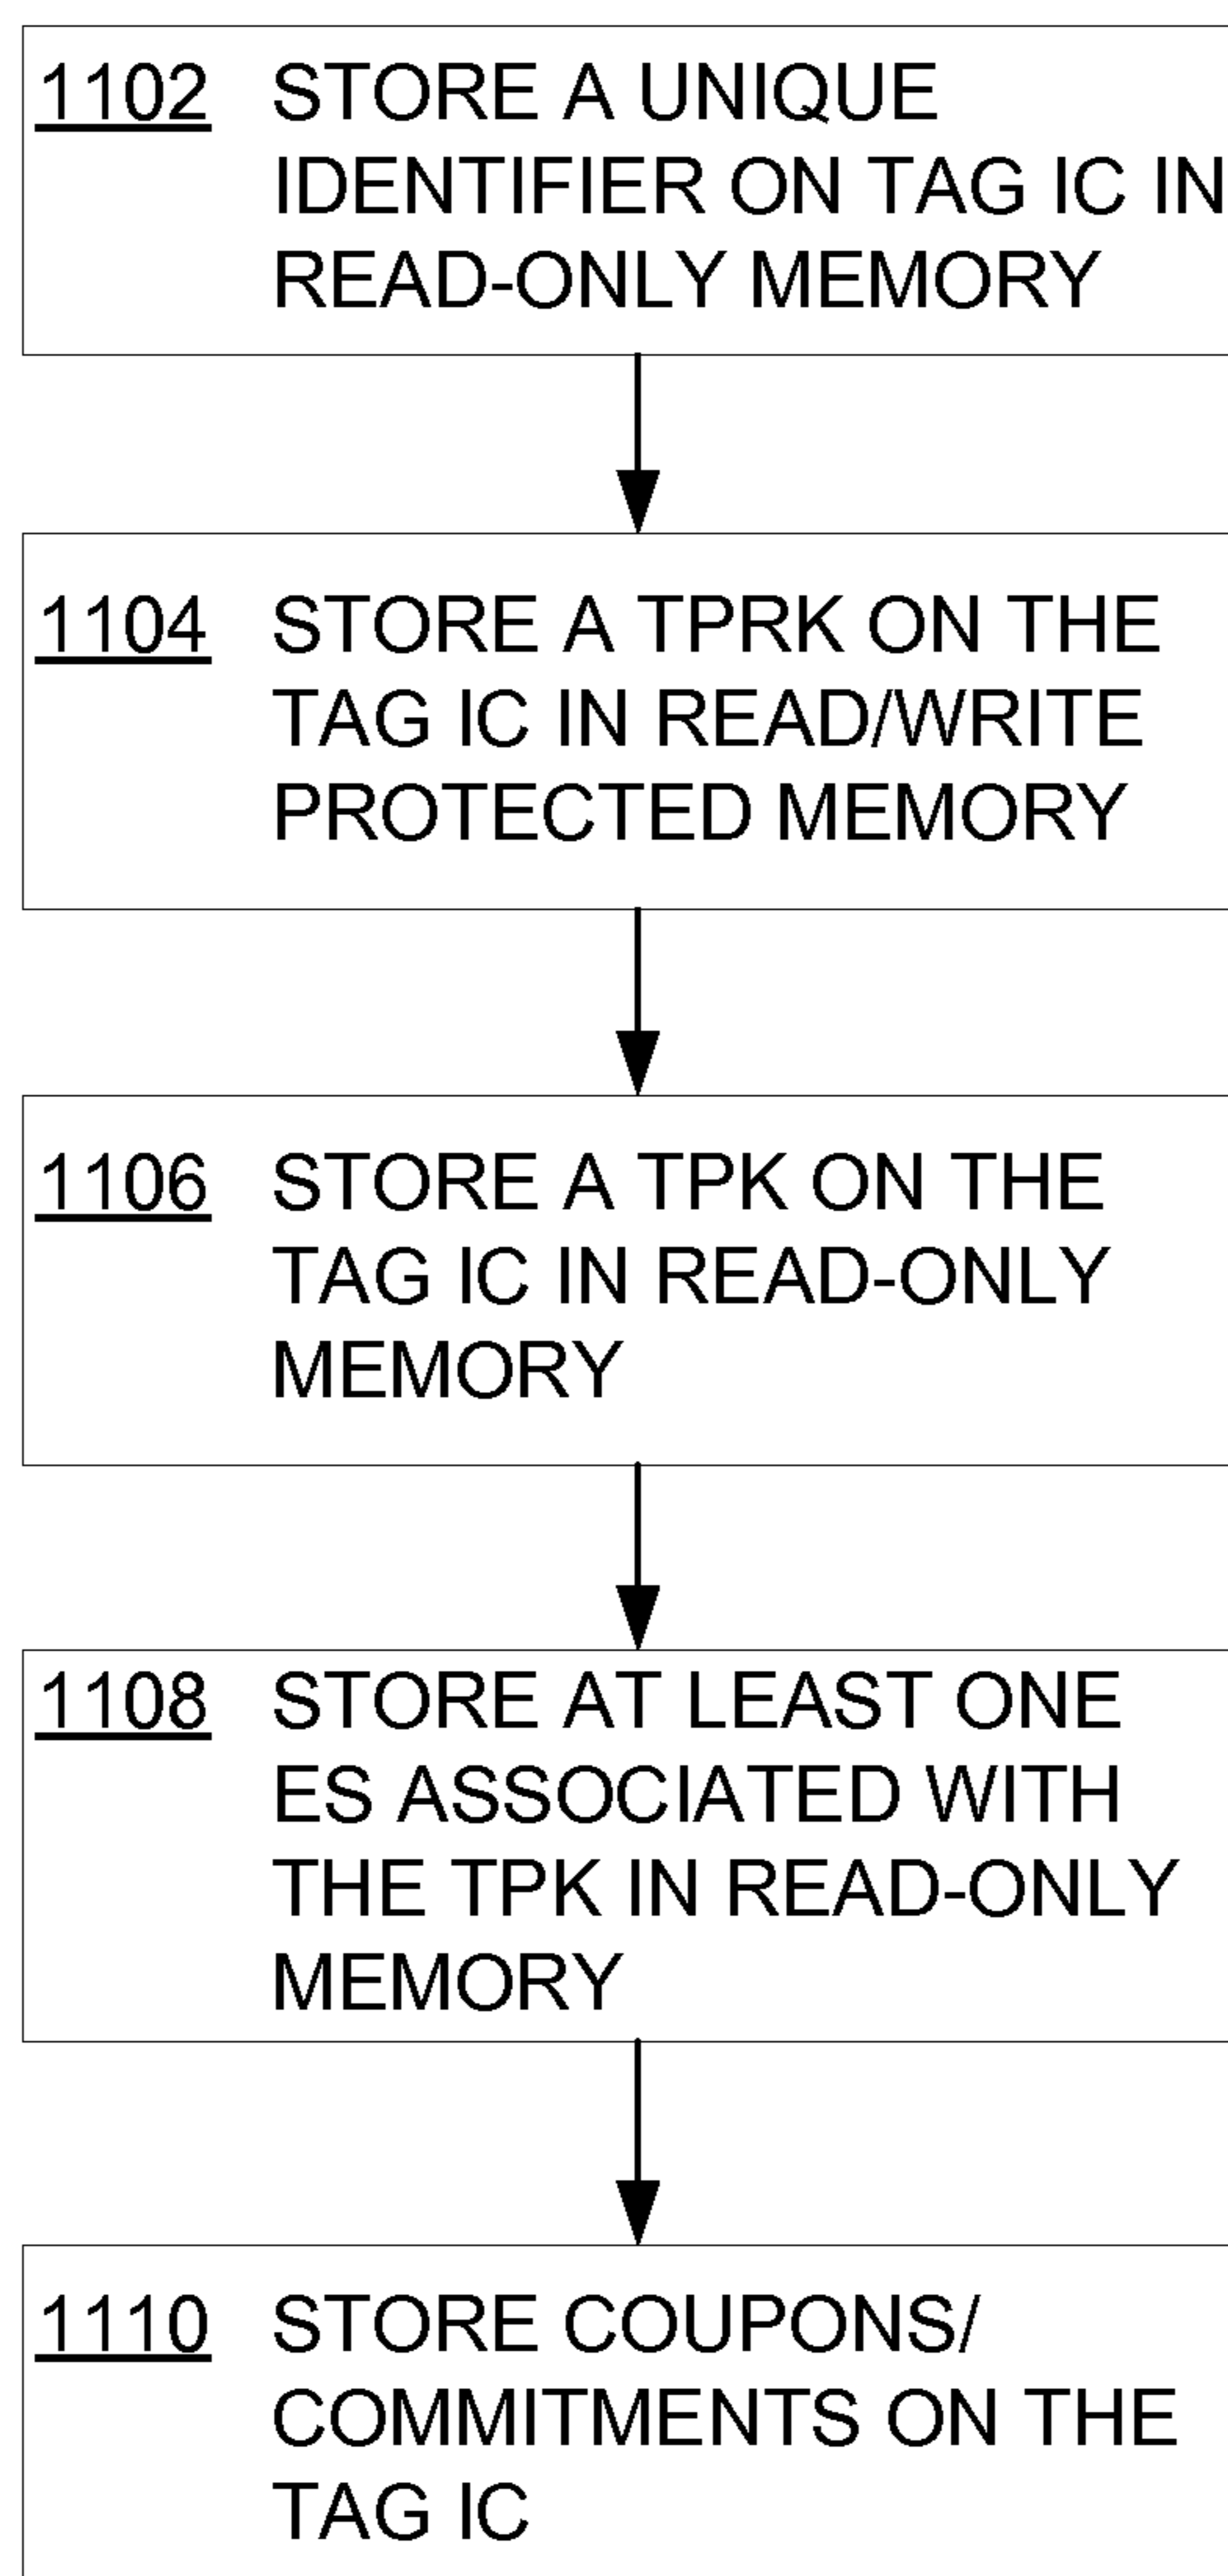 1102 STORE A UNIQUE
IDENTIFIER ON TAG IC IN
READ-ONLY MEMORY
1104 STORE A TPRK ON THE
TAG IC IN READ/WRITE
PROTECTED MEMORY
1106 STORE A TPK ON THE
TAG IC IN READ-ONLY
MEMORY
1108 STORE AT LEAST ONE
ES ASSOCIATED WITH
THE TPK IN READ-ONLY
MEMORY
1110 STORE COUPONS/
COMMITMENTS ON THE
TAG IC